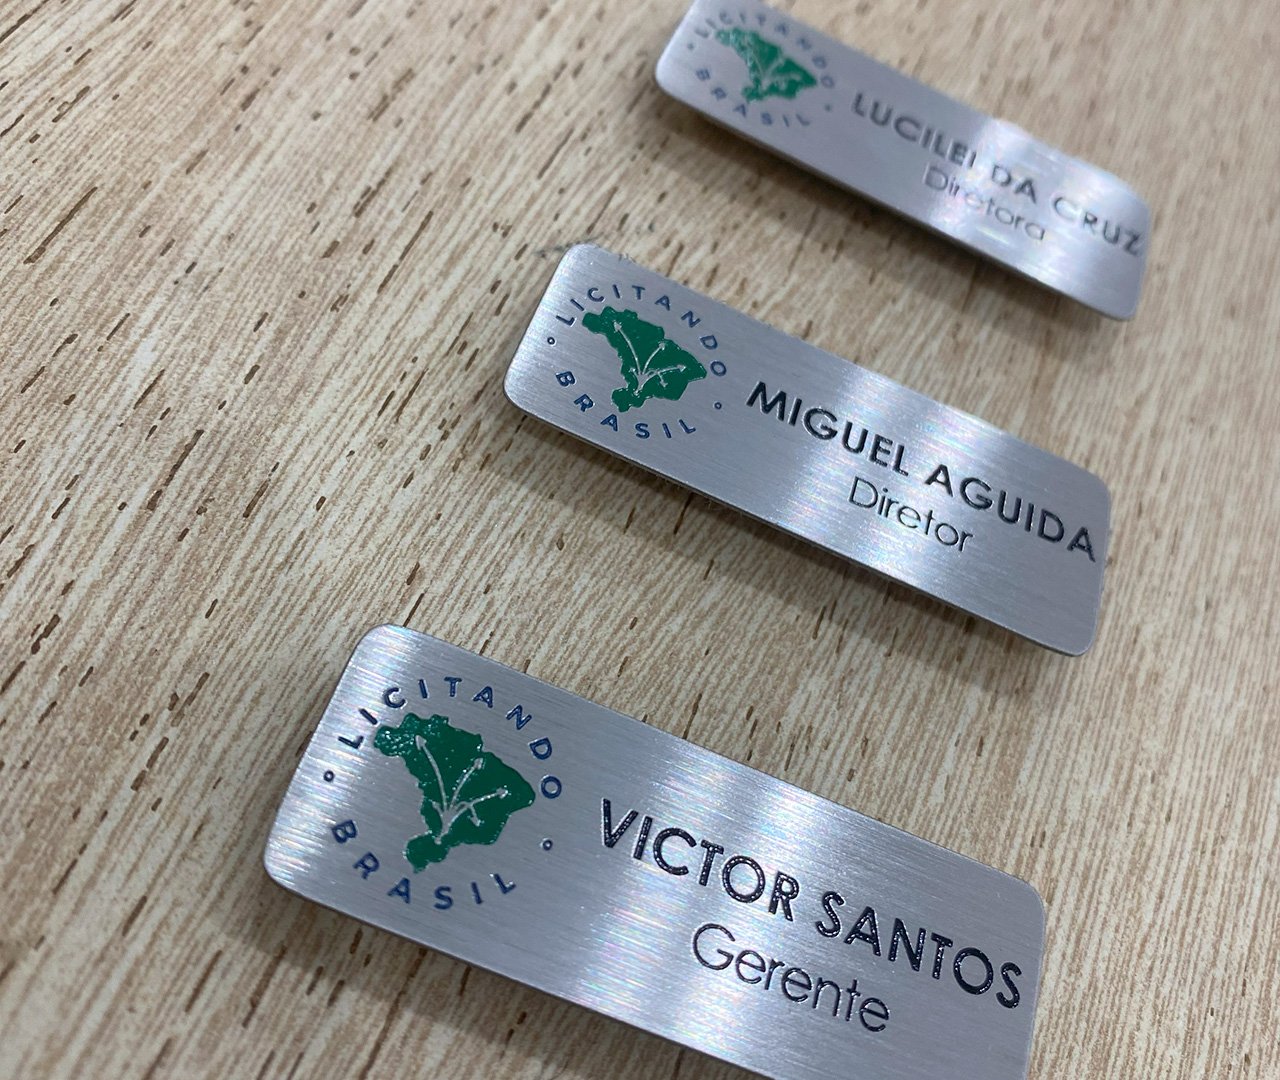 LICITANDO
BRASIL
LUCILEI DA CRUZ
Diretora
LICITANDO
BRASIL
MIGUEL AGUIDA
Diretor
LICITANDO
BRASIL
VICTOR SANTOS
Gerente